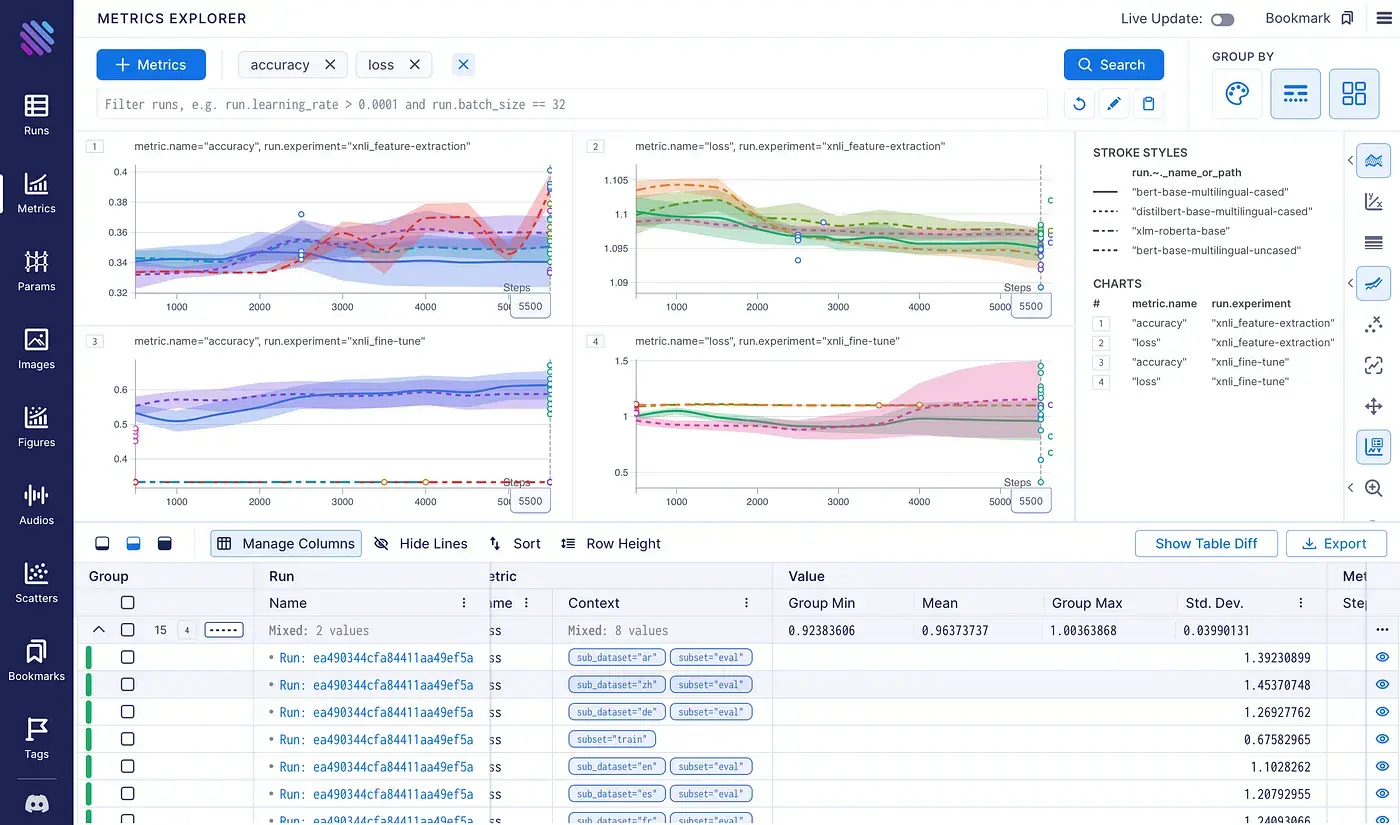 METRICS EXPLORER
Live Update:
Bookmark
Metrics
accuracy
loss
Search
GROUP BY
Filter runs, e.g. run.learning_rate > 0.0001 and run.batch_size == 32
Runs
Metrics
Params
Images
Figures
Audios
Scatters
Bookmarks
Tags
1
metric.name="accuracy", run.experiment="xnli_feature-extraction"
0.4
0.38
0.36
0.34
0.32
1000
2000
3000
4000
Steps
5500
2
metric.name="loss", run.experiment="xnli_feature-extraction"
1.105
1.1
1.095
1.09
1000
2000
3000
4000
Steps
5500
3
metric.name="accuracy", run.experiment="xnli_fine-tune"
0.6
0.5
0.4
1000
2000
3000
4000
Steps
5500
4
metric.name="loss", run.experiment="xnli_fine-tune"
1.5
1
0.5
1000
2000
3000
4000
Steps
5500
STROKE STYLES
run.~._name_or_path
"bert-base-multilingual-cased"
"distilbert-base-multilingual-cased"
"xlm-roberta-base"
"bert-base-multilingual-uncased"
CHARTS
# metric.name run.experiment
1 "accuracy" "xnli_feature-extraction"
2 "loss" "xnli_feature-extraction"
3 "accuracy" "xnli_fine-tune"
4 "loss" "xnli_fine-tune"
Manage Columns
Hide Lines
Sort
Row Height
Show Table Diff
Export
Group Run etric Value Met
Name me Context Group Min Mean Group Max Std. Dev. Ste
15 4 Mixed: 2 values ss Mixed: 8 values 0.92383606 0.96373737 1.00363868 0.03990131
• Run: ea490344cfa84411aa49ef5a ss sub_dataset="ar" subset="eval" 1.39230899
• Run: ea490344cfa84411aa49ef5a ss sub_dataset="zh" subset="eval" 1.45370748
• Run: ea490344cfa84411aa49ef5a ss sub_dataset="de" subset="eval" 1.26927762
• Run: ea490344cfa84411aa49ef5a ss subset="train" 0.67582965
• Run: ea490344cfa84411aa49ef5a ss sub_dataset="en" subset="eval" 1.1028262
• Run: ea490344cfa84411aa49ef5a ss sub_dataset="es" subset="eval" 1.20792955
• Run: ea490344cfa84411aa49ef5a ss sub_dataset="fr" subset="eval" 1.24093066